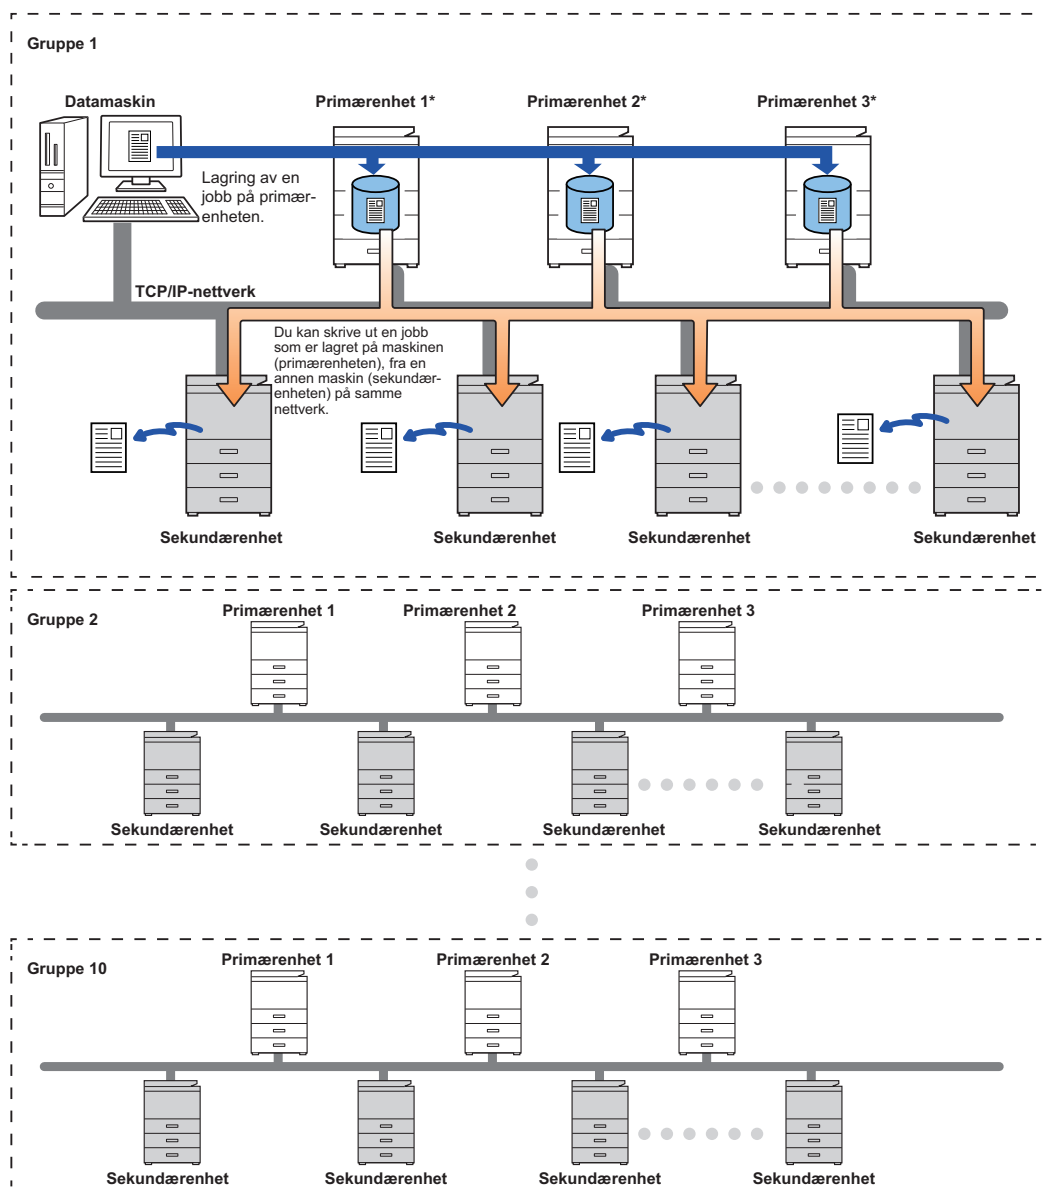 Gruppe 1
Datamaskin
Primærenhet 1*
Primærenhet 2*
Primærenhet 3*
Lagring av en
jobb på primær-
enheten.
TCP/IP-nettverk
Du kan skrive ut en jobb
som er lagret på maskinen
(primærenheten), fra en
annen maskin (sekundær-
enheten) på samme
nettverk.
Sekundærenhet
Sekundærenhet
Sekundærenhet
Sekundærenhet
Gruppe 2
Primærenhet 1
Primærenhet 2
Primærenhet 3
Sekundærenhet
Sekundærenhet
Sekundærenhet
Sekundærenhet
Gruppe 10
Primærenhet 1
Primærenhet 2
Primærenhet 3
Sekundærenhet
Sekundærenhet
Sekundærenhet
Sekundærenhet